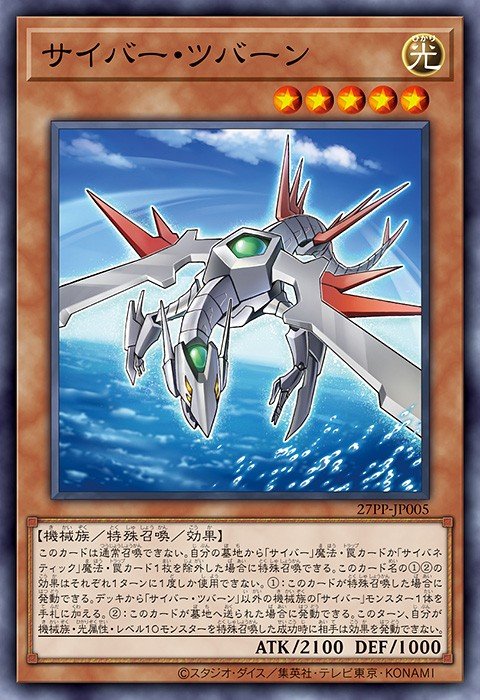 サイバー・ツバーン
光
27PP-JP005
【機械族／特殊召喚／効果】
このカードは通常召喚できない。自分の墓地から「サイバー」魔法・罠カードか「サイバネ
ティック」魔法・罠カード１枚を除外した場合に特殊召喚できる。このカード名の①②の
効果はそれぞれ１ターンに１度しか使用できない。①：このカードが特殊召喚した場合に
発動できる。デッキから「サイバー・ツバーン」以外の機械族の「サイバー」モンスター１体を
手札に加える。②：このカードが墓地へ送られた場合に発動できる。このターン、自分が
機械族・光属性・レベル１０モンスターを特殊召喚した成功時に相手は効果を発動できない。
ATK/2100 DEF/1000
©スタジオ・ダイス／集英社・テレビ東京・KONAMI